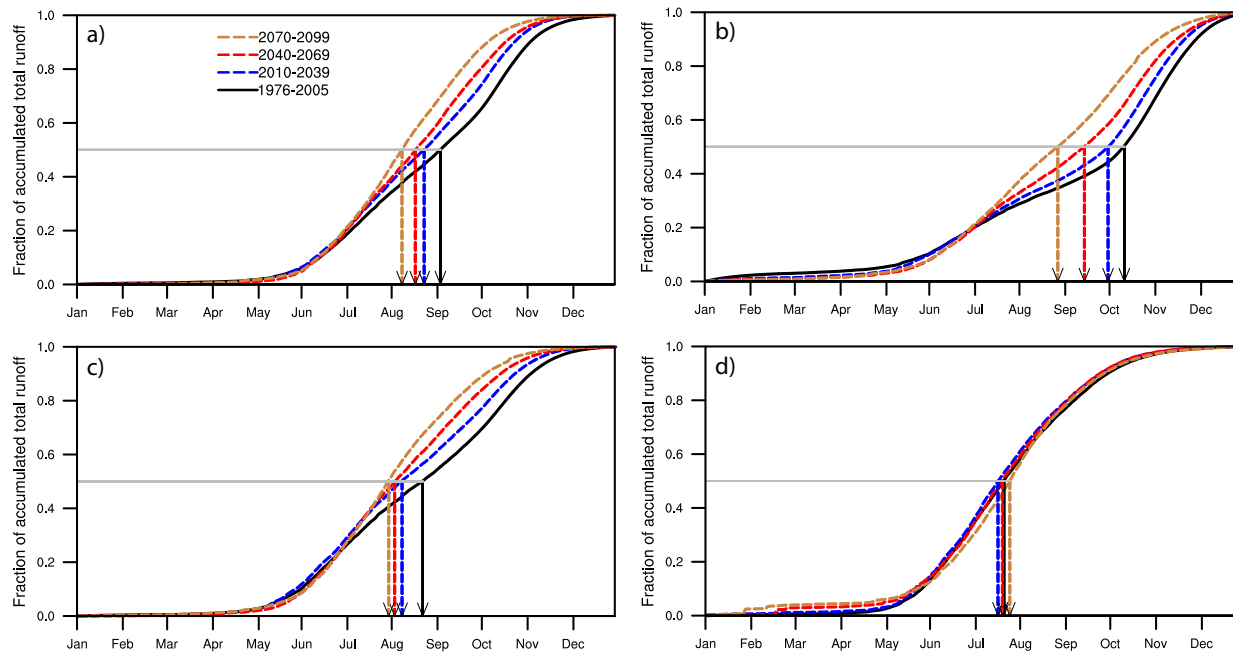 a)
2070-2099
2040-2069
2010-2039
1976-2005
Fraction of accumulated total runoff
1.0
0.8
0.6
0.4
0.2
0.0
Jan Feb Mar Apr May Jun Jul Aug Sep Oct Nov Dec
b)
Fraction of accumulated total runoff
1.0
0.8
0.6
0.4
0.2
0.0
Jan Feb Mar Apr May Jun Jul Aug Sep Oct Nov Dec
c)
Fraction of accumulated total runoff
1.0
0.8
0.6
0.4
0.2
0.0
Jan Feb Mar Apr May Jun Jul Aug Sep Oct Nov Dec
d)
Fraction of accumulated total runoff
1.0
0.8
0.6
0.4
0.2
0.0
Jan Feb Mar Apr May Jun Jul Aug Sep Oct Nov Dec